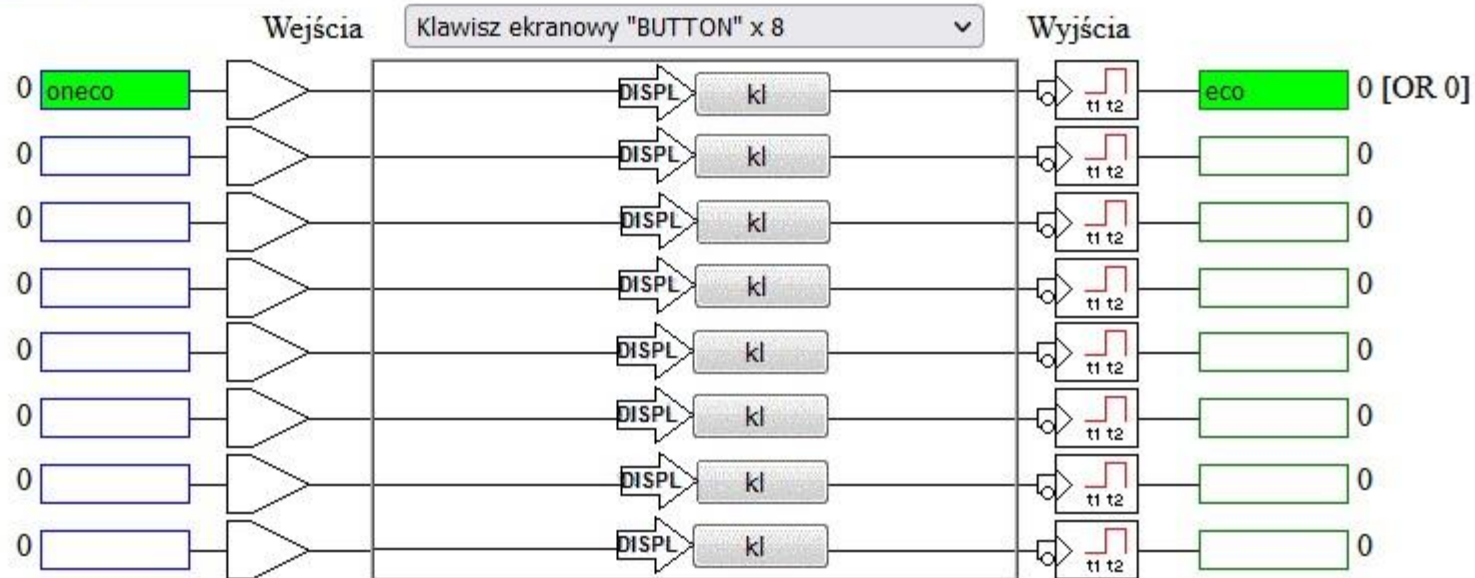 Wejścia Klawisz ekranowy "BUTTON" x 8 Wyjścia
0 oneco DISPL kl t1 t2 eco 0 [OR 0]
0 DISPL kl t1 t2 0
0 DISPL kl t1 t2 0
0 DISPL kl t1 t2 0
0 DISPL kl t1 t2 0
0 DISPL kl t1 t2 0
0 DISPL kl t1 t2 0
0 DISPL kl t1 t2 0